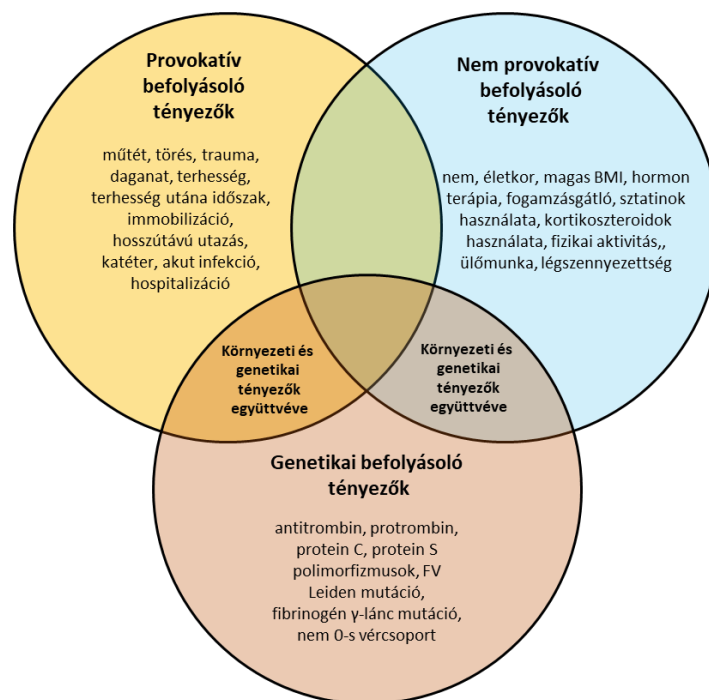 Provokatív
befolyásoló
tényezők
műtét, törés, trauma,
daganat, terhesség,
terhesség utána időszak,
immobilizáció,
hosszútávú utazás,
katéter, akut infekció,
hospitalizáció
Nem provokatív
befolyásoló
tényezők
nem, életkor, magas BMI, hormon
terápia, fogamzásgátló, sztatinok
használata, kortikoszteroidok
használata, fizikai aktivitás,,
ülőmunka, légszennyezettség
Környezeti és
genetikai
tényezők
együttvéve
Környezeti és
genetikai
tényezők
együttvéve
Genetikai befolyásoló
tényezők
antitrombin, protrombin,
protein C, protein S
polimorfizmusok, FV
Leiden mutáció,
fibrinogén γ-lánc mutáció,
nem 0-s vércsoport